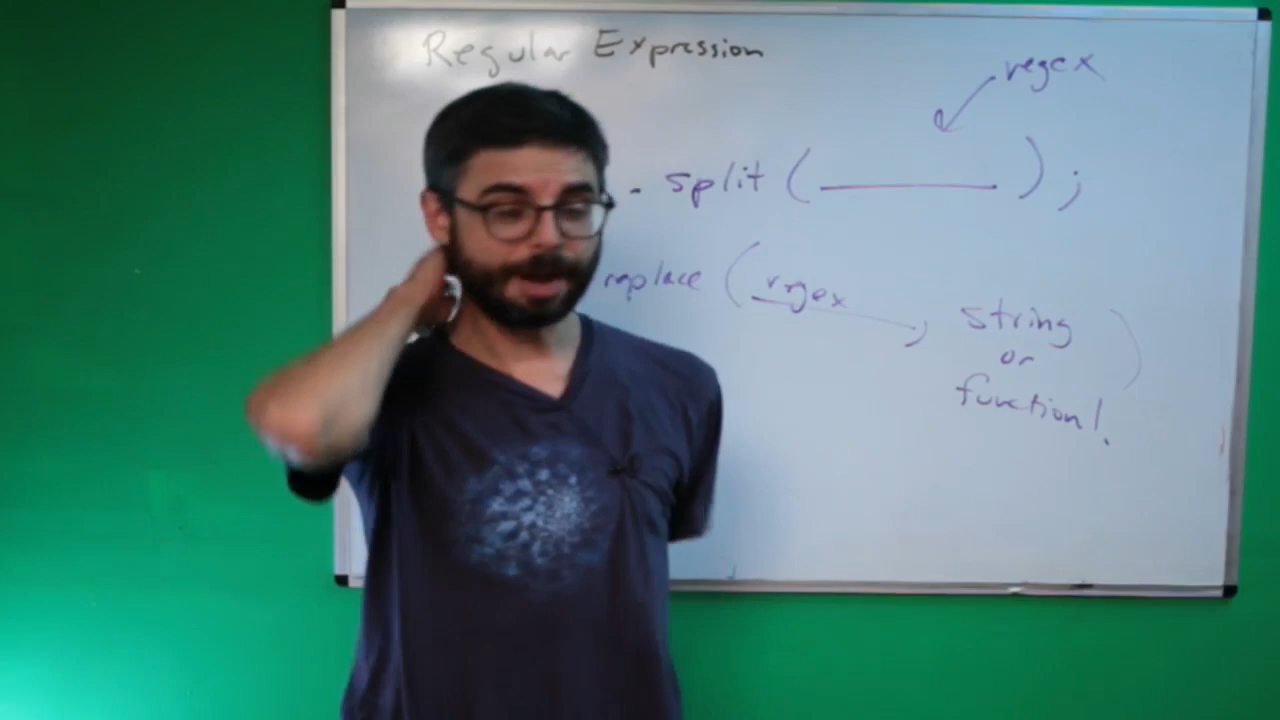 Regular Expression
regex
. split ( ) ;
replace ( regex , string )
or
function!